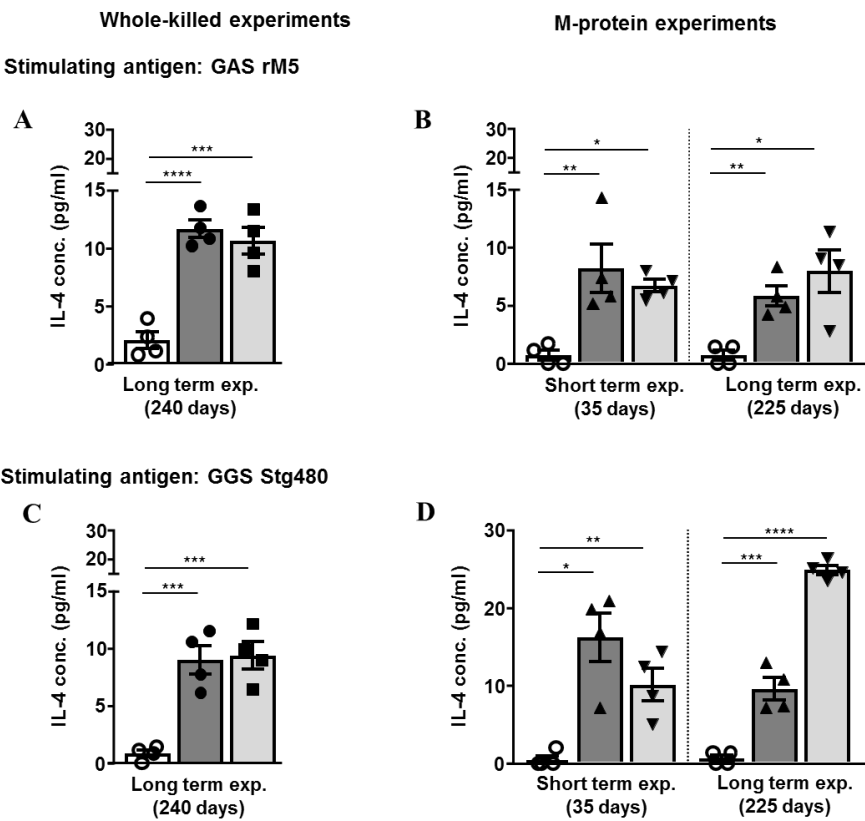 Whole-killed experiments
M-protein experiments
Stimulating antigen: GAS rM5
A
IL-4 conc. (pg/ml)
30
20
15
10
5
0
***
****
Long term exp.
(240 days)
B
IL-4 conc. (pg/ml)
30
20
15
10
5
0
*
**
*
**
Short term exp.
(35 days)
Long term exp.
(225 days)
Stimulating antigen: GGS Stg480
C
IL-4 conc. (pg/ml)
30
20
15
10
5
0
***
***
Long term exp.
(240 days)
D
IL-4 conc. (pg/ml)
30
20
10
0
**
*
****
***
Short term exp.
(35 days)
Long term exp.
(225 days)